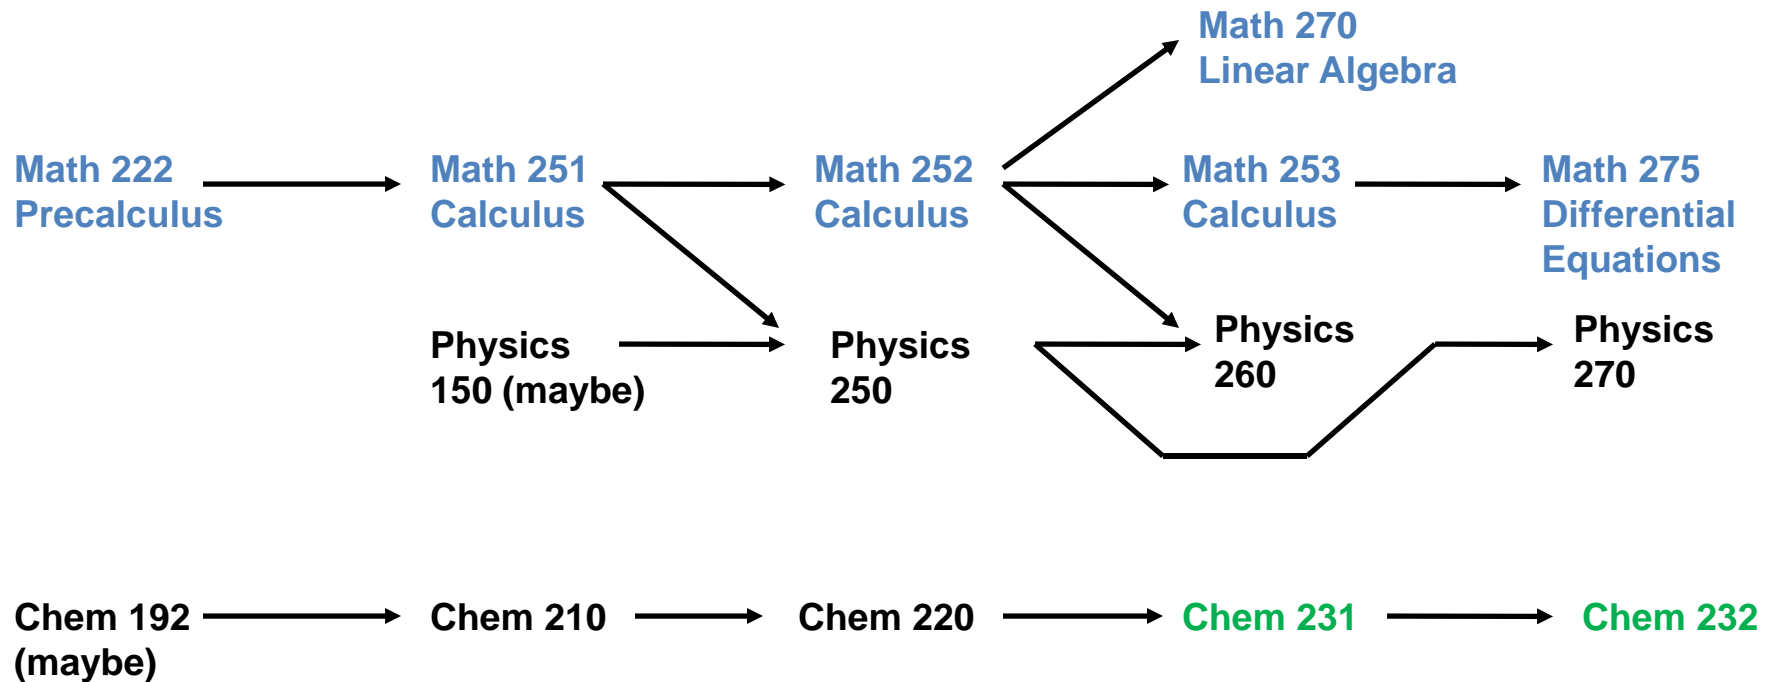 Math 270
Linear Algebra
Math 222
Precalculus
Math 251
Calculus
Math 252
Calculus
Math 253
Calculus
Math 275
Differential
Equations
Physics
150 (maybe)
Physics
250
Physics
260
Physics
270
Chem 192
(maybe)
Chem 210
Chem 220
Chem 231
Chem 232